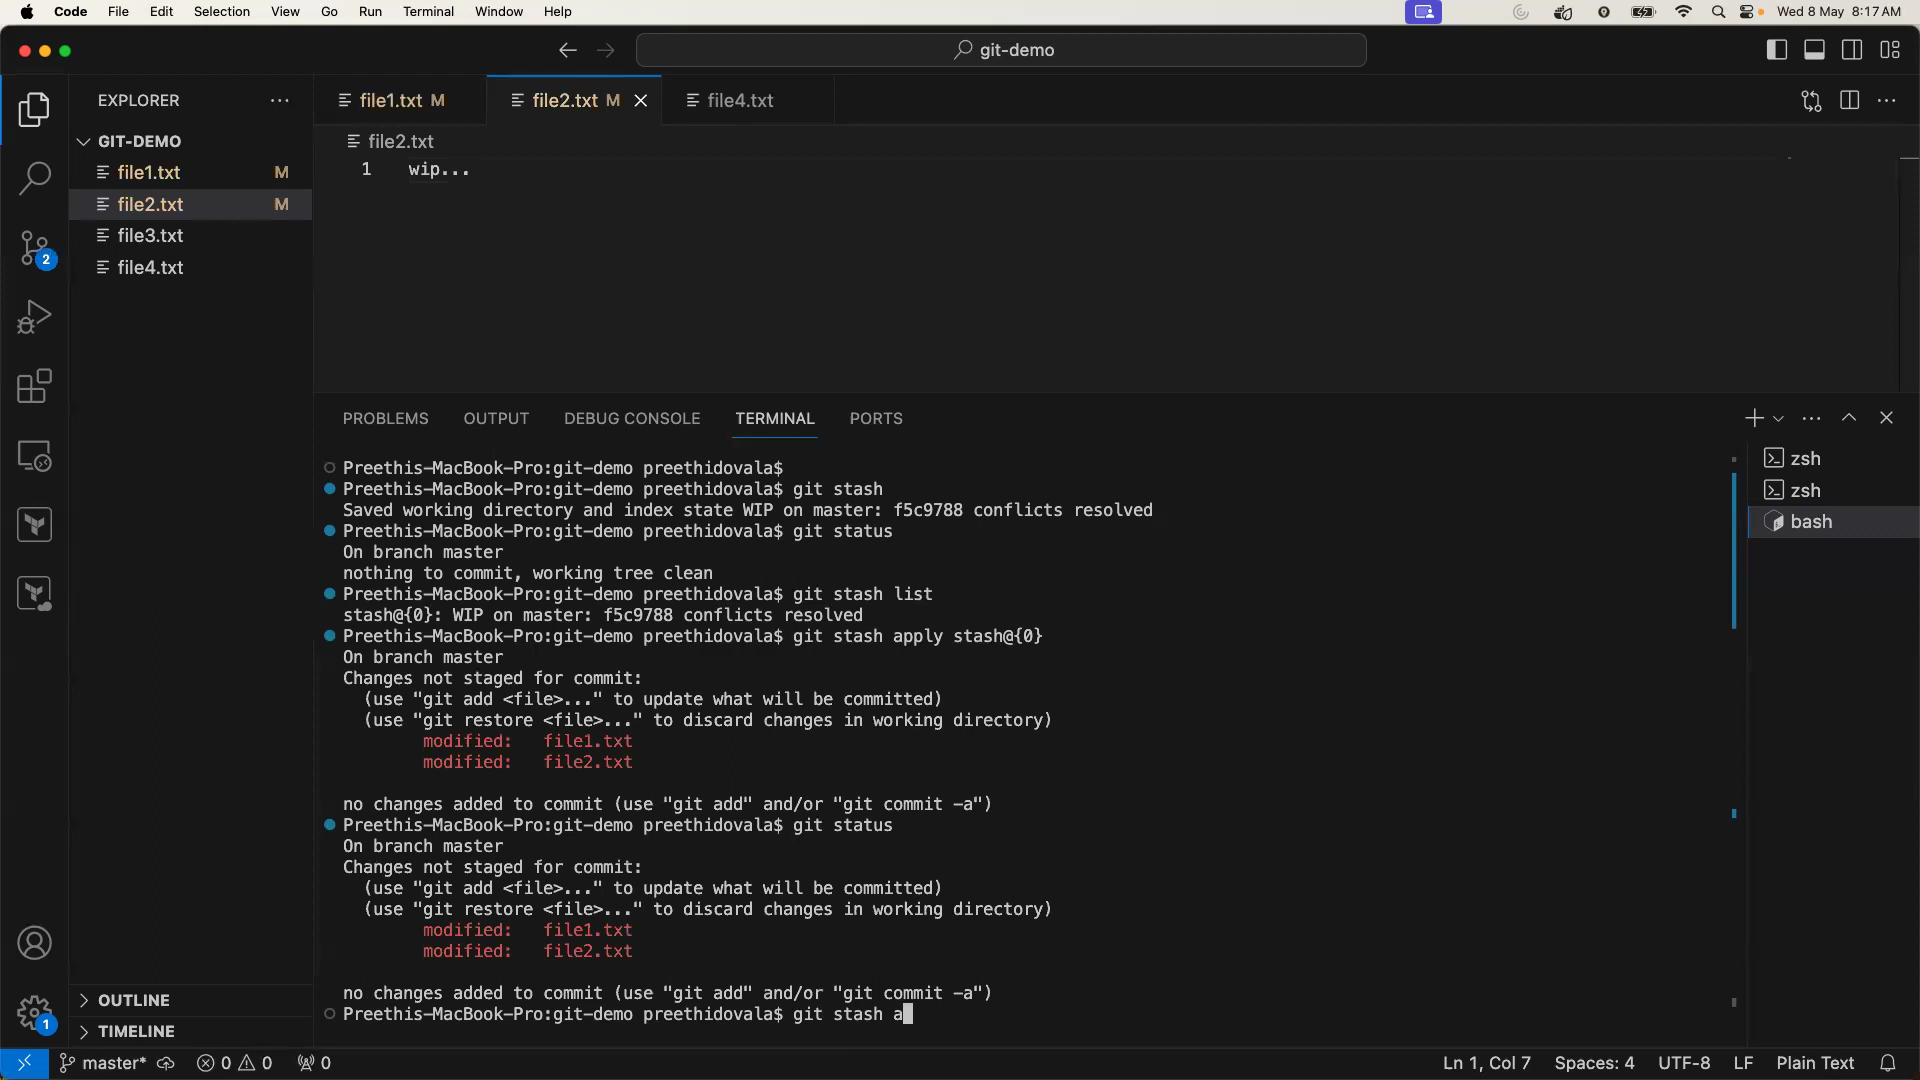 Code File Edit Selection View Go Run Terminal Window Help
Wed 8 May 8:17 AM
git-demo
EXPLORER
GIT-DEMO
file1.txt M
file2.txt M
file3.txt
file4.txt
2
file1.txt M
file2.txt M
file4.txt
file2.txt
1 wip...
PROBLEMS OUTPUT DEBUG CONSOLE TERMINAL PORTS
Preethis-MacBook-Pro:git-demo preethidovala$
Preethis-MacBook-Pro:git-demo preethidovala$ git stash
Saved working directory and index state WIP on master: f5c9788 conflicts resolved
Preethis-MacBook-Pro:git-demo preethidovala$ git status
On branch master
nothing to commit, working tree clean
Preethis-MacBook-Pro:git-demo preethidovala$ git stash list
stash@{0}: WIP on master: f5c9788 conflicts resolved
Preethis-MacBook-Pro:git-demo preethidovala$ git stash apply stash@{0}
On branch master
Changes not staged for commit:
(use "git add <file>..." to update what will be committed)
(use "git restore <file>..." to discard changes in working directory)
modified: file1.txt
modified: file2.txt
no changes added to commit (use "git add" and/or "git commit -a")
Preethis-MacBook-Pro:git-demo preethidovala$ git status
On branch master
Changes not staged for commit:
(use "git add <file>..." to update what will be committed)
(use "git restore <file>..." to discard changes in working directory)
modified: file1.txt
modified: file2.txt
no changes added to commit (use "git add" and/or "git commit -a")
Preethis-MacBook-Pro:git-demo preethidovala$ git stash a
zsh
zsh
bash
OUTLINE
TIMELINE
1
master* 0 0 0
Ln 1, Col 7 Spaces: 4 UTF-8 LF Plain Text